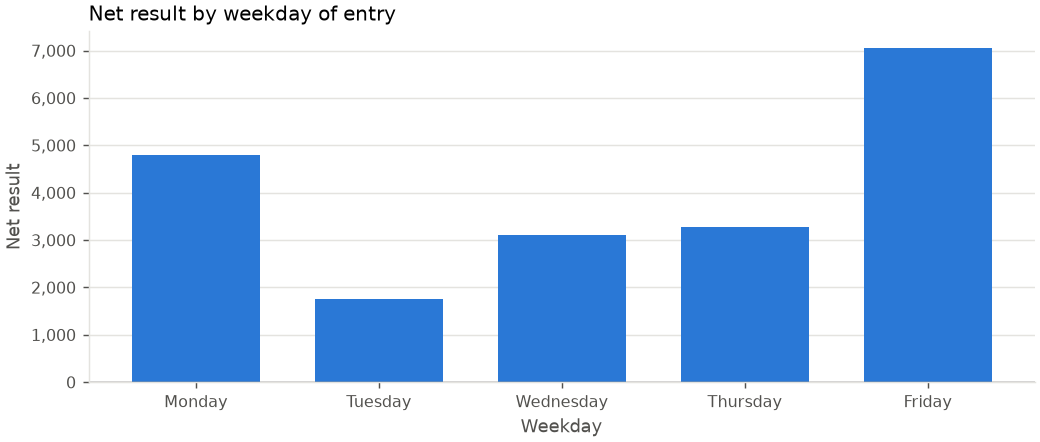 Net result by weekday of entry
7,000
6,000
5,000
4,000
3,000
2,000
1,000
0
Net result
Monday Tuesday Wednesday Thursday Friday
Weekday